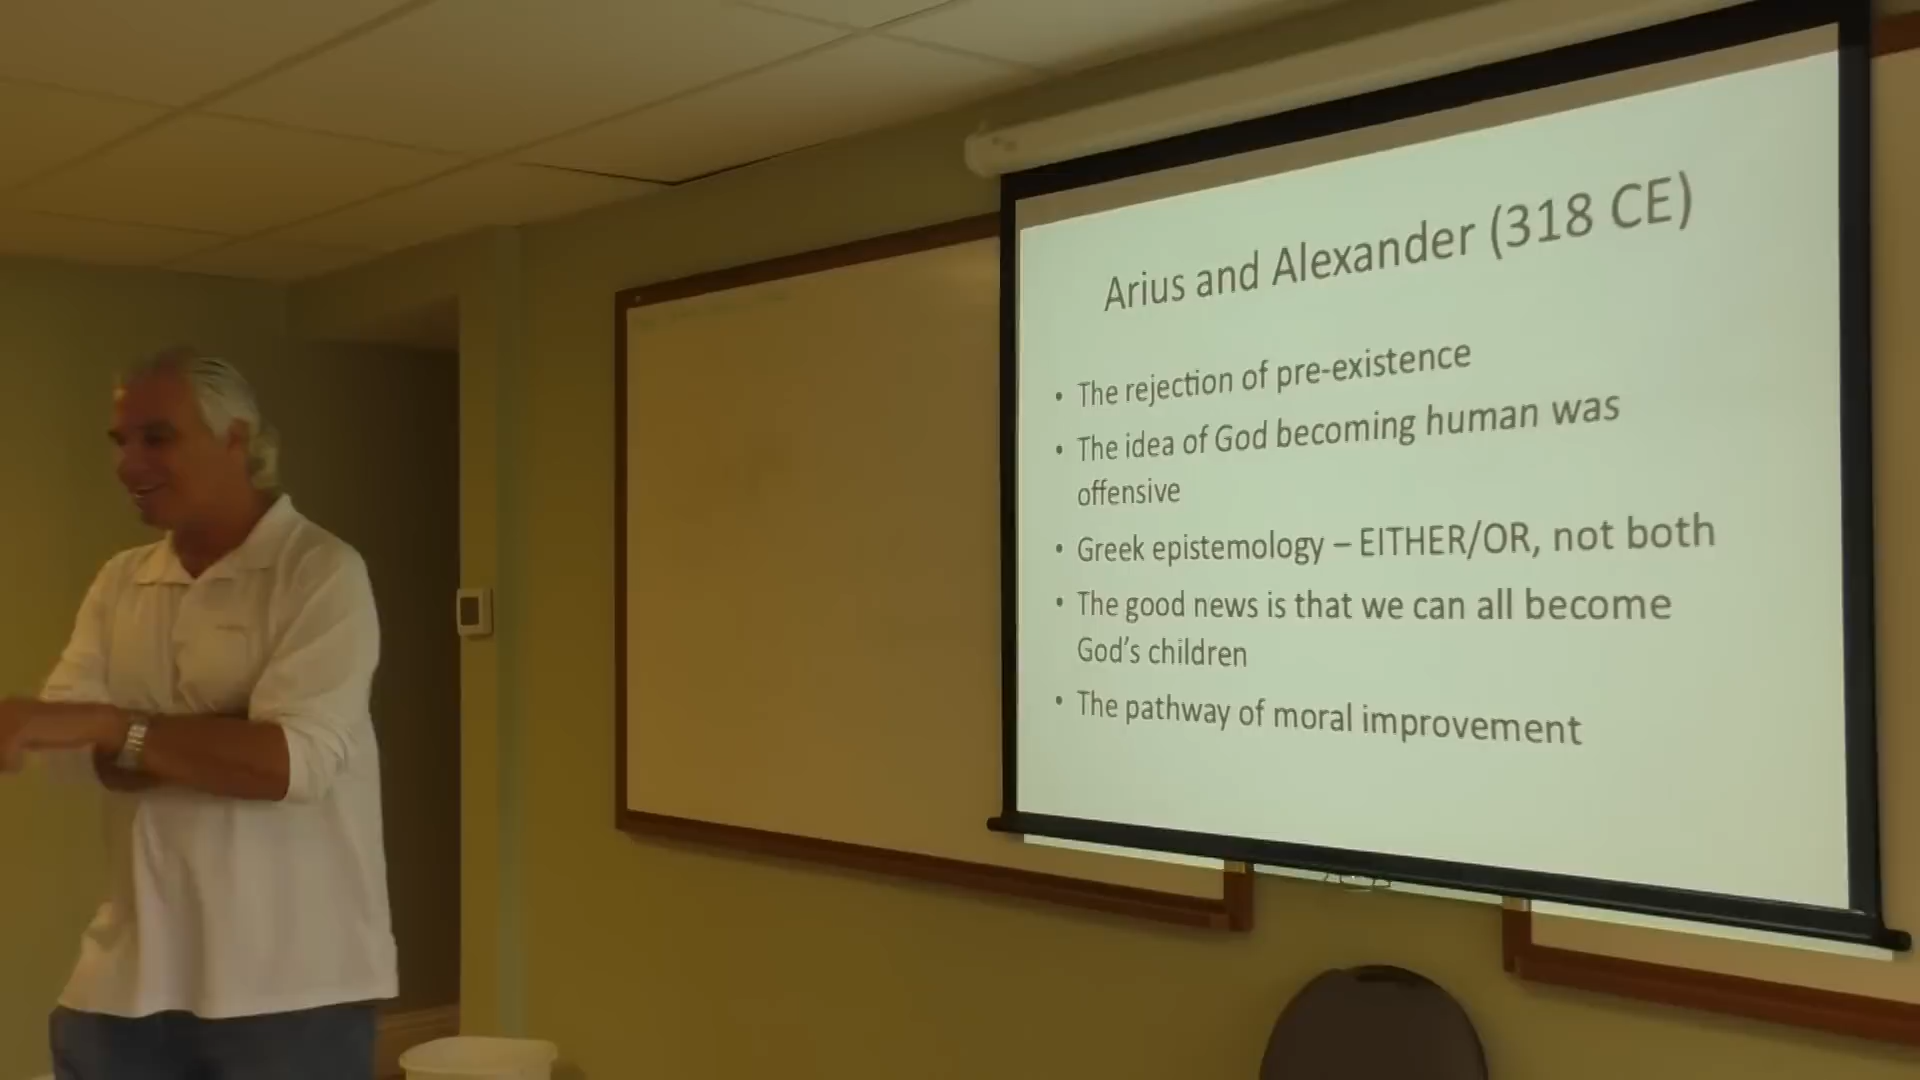 Arius and Alexander (318 CE)
• The rejection of pre-existence
• The idea of God becoming human was
offensive
• Greek epistemology – EITHER/OR, not both
• The good news is that we can all become
God's children
• The pathway of moral improvement